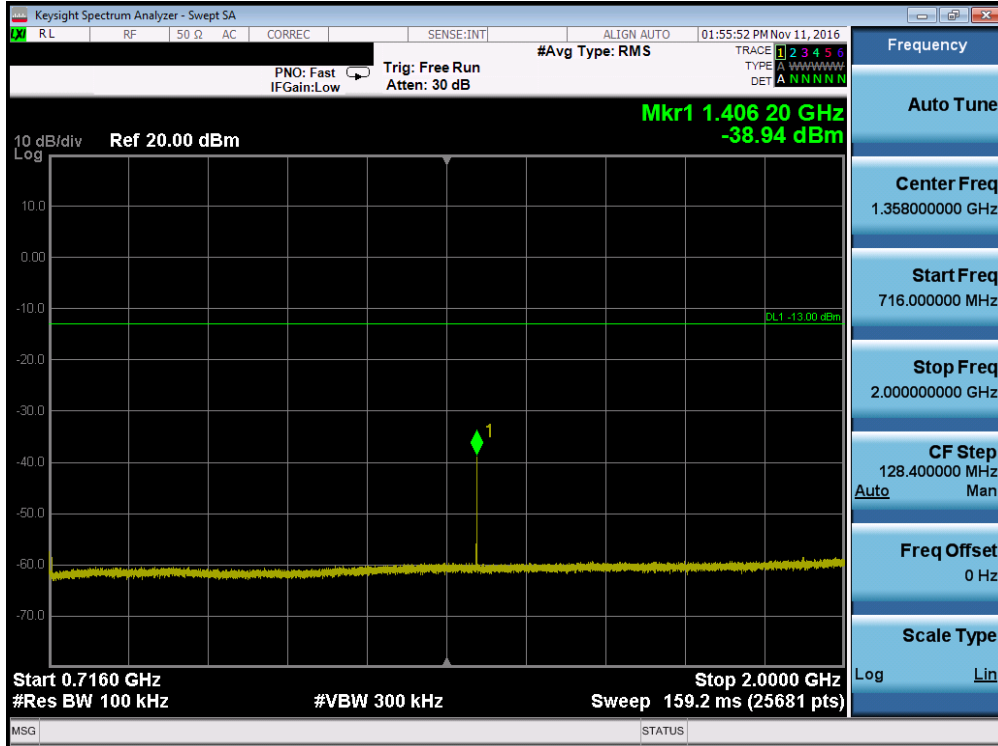 Keysight Spectrum Analyzer - Swept SA
LXI RL RF 50 Ω AC CORREC SENSE:INT ALIGN AUTO 01:55:52 PM Nov 11, 2016
#Avg Type: RMS TRACE 1 2 3 4 5 6
PNO: Fast Trig: Free Run TYPE A WWWWW
IFGain:Low Atten: 30 dB DET A N N N N N
Mkr1 1.406 20 GHz
-38.94 dBm
10 dB/div Ref 20.00 dBm
Log
10.0
0.00
-10.0
DL1 -13.00 dBm
-20.0
-30.0
1
-40.0
-50.0
-60.0
-70.0
Start 0.7160 GHz Stop 2.0000 GHz
#Res BW 100 kHz #VBW 300 kHz Sweep 159.2 ms (25681 pts)
MSG STATUS
Frequency
Auto Tune
Center Freq
1.358000000 GHz
Start Freq
716.000000 MHz
Stop Freq
2.000000000 GHz
CF Step
128.400000 MHz
Auto Man
Freq Offset
0 Hz
Scale Type
Log Lin